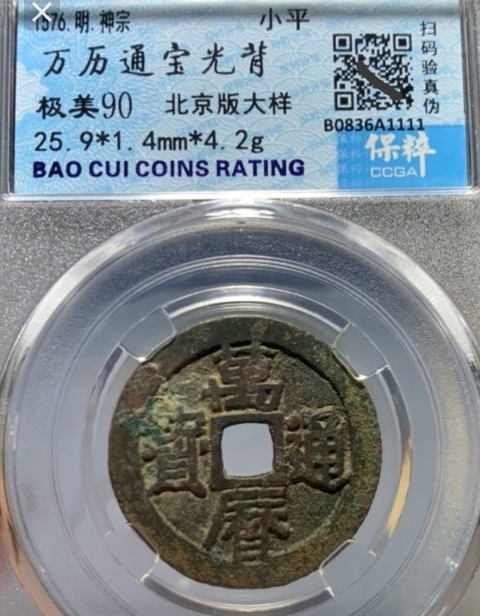 1576.明.神宗
小平
万历通宝光背
极美90 北京版大样
25.9*1.4mm*4.2g
BAO CUI COINS RATING
扫码验真伪
B0836A1111
保粹
CCGA
萬曆通寶